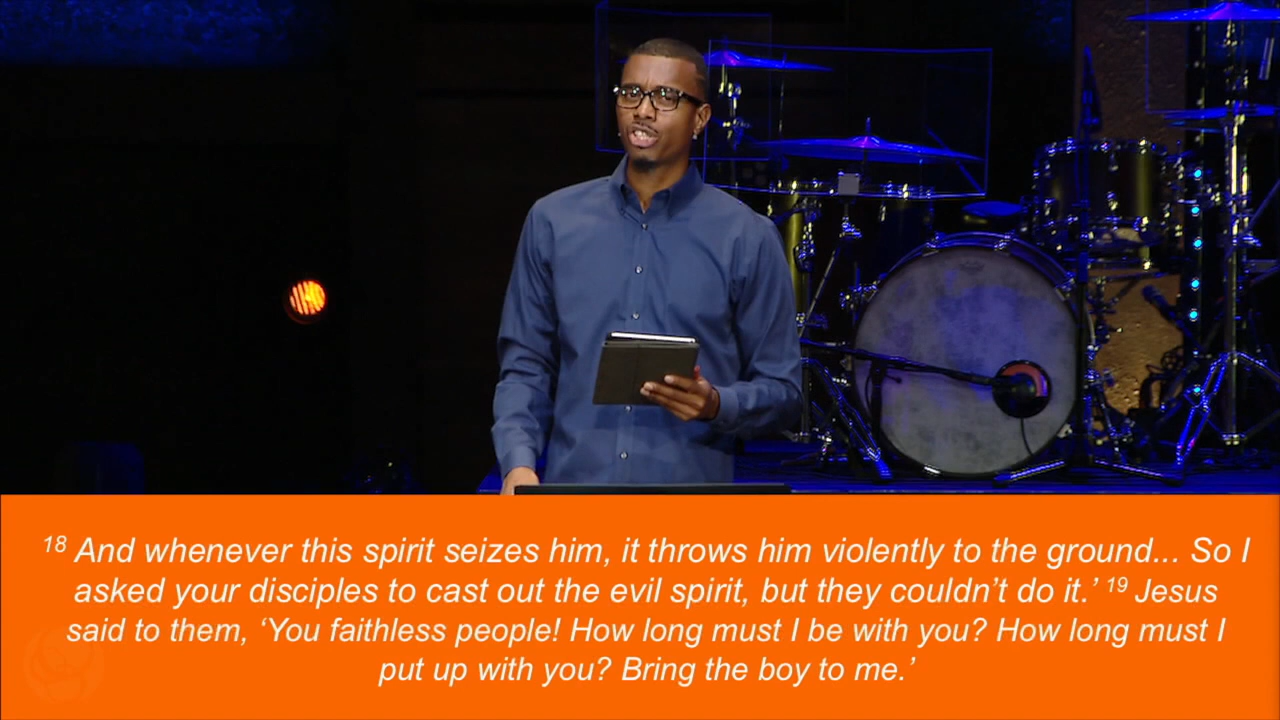 18 And whenever this spirit seizes him, it throws him violently to the ground... So I
asked your disciples to cast out the evil spirit, but they couldn’t do it.’ 19 Jesus
said to them, ‘You faithless people! How long must I be with you? How long must I
put up with you? Bring the boy to me.’